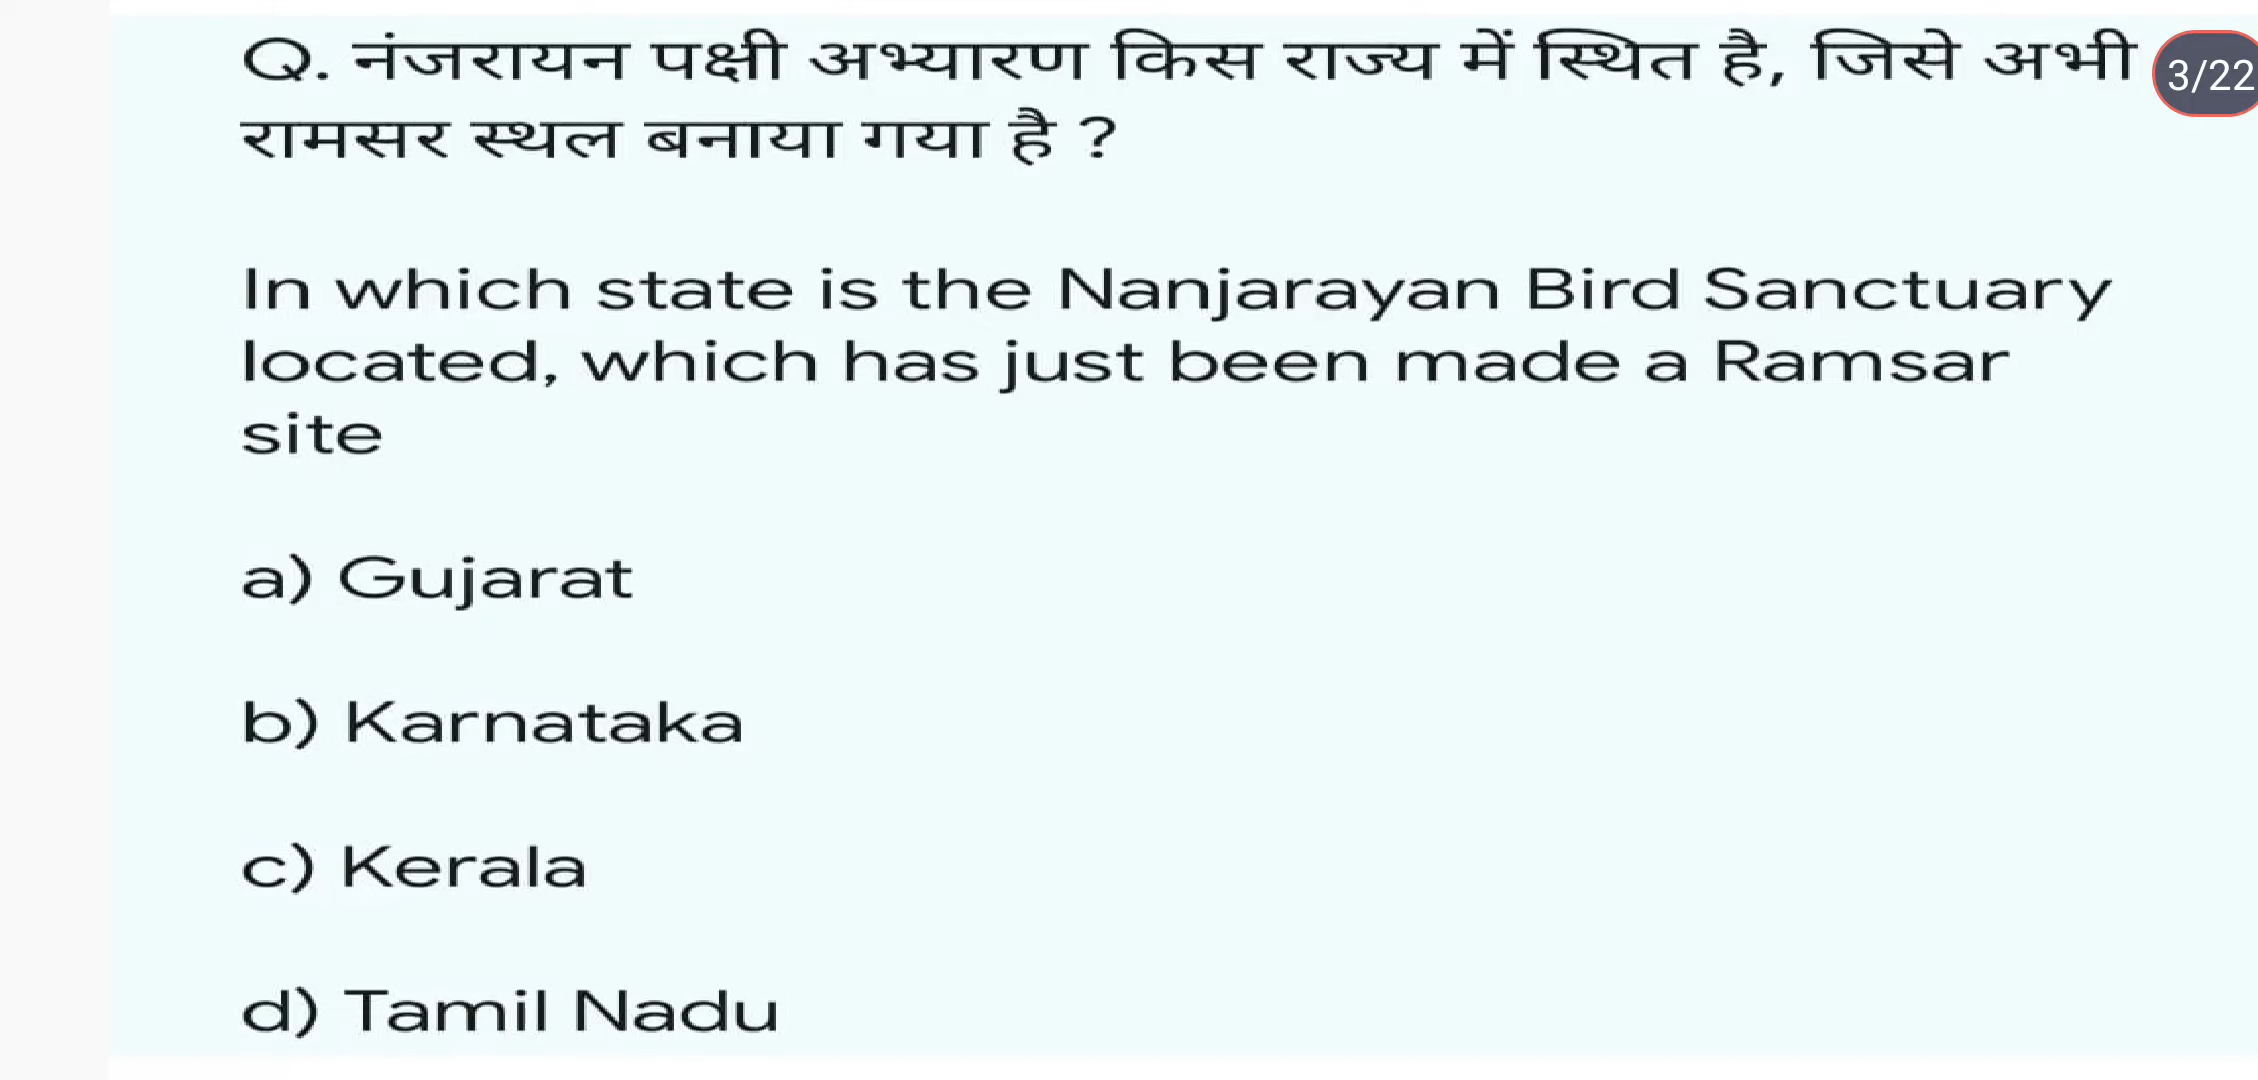 Q. नंजरायन पक्षी अभ्यारण किस राज्य में स्थित है, जिसे अभी
3/22
रामसर स्थल बनाया गया है ?
In which state is the Nanjarayan Bird Sanctuary
located, which has just been made a Ramsar
site
a) Gujarat
b) Karnataka
c) Kerala
d) Tamil Nadu